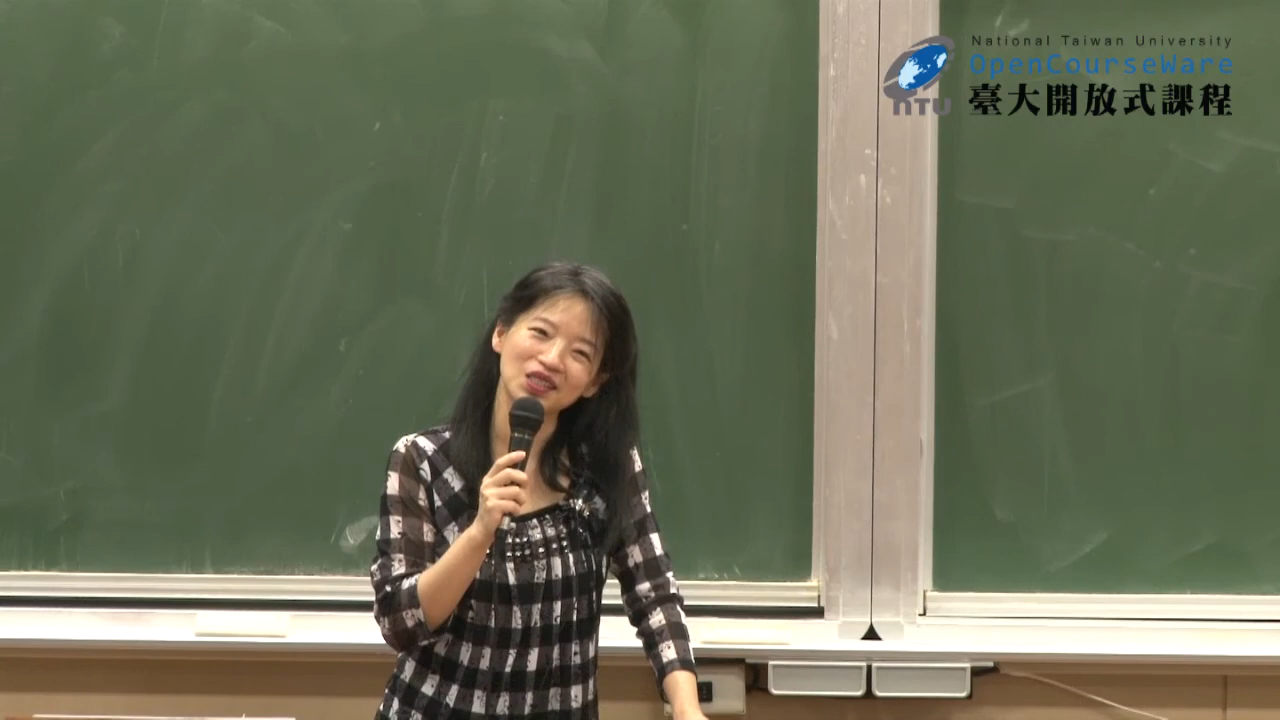 National Taiwan University
OpenCourseWare
臺大開放式課程
NTU